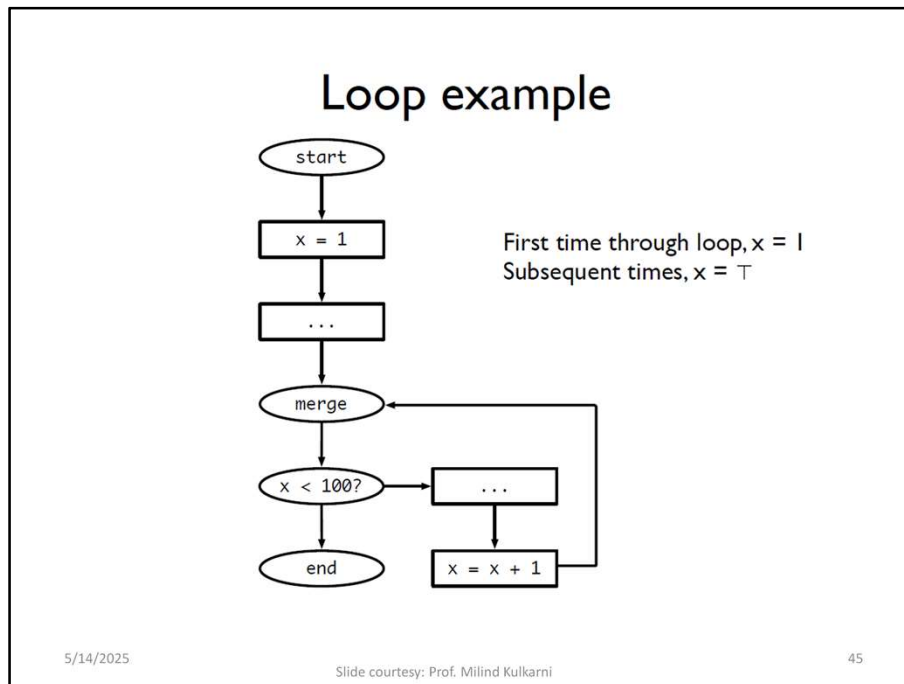 Loop example
start
x = 1
...
merge
x < 100?
...
end
x = x + 1
First time through loop, x = 1
Subsequent times, x = ⊤
5/14/2025
Slide courtesy: Prof. Milind Kulkarni
45